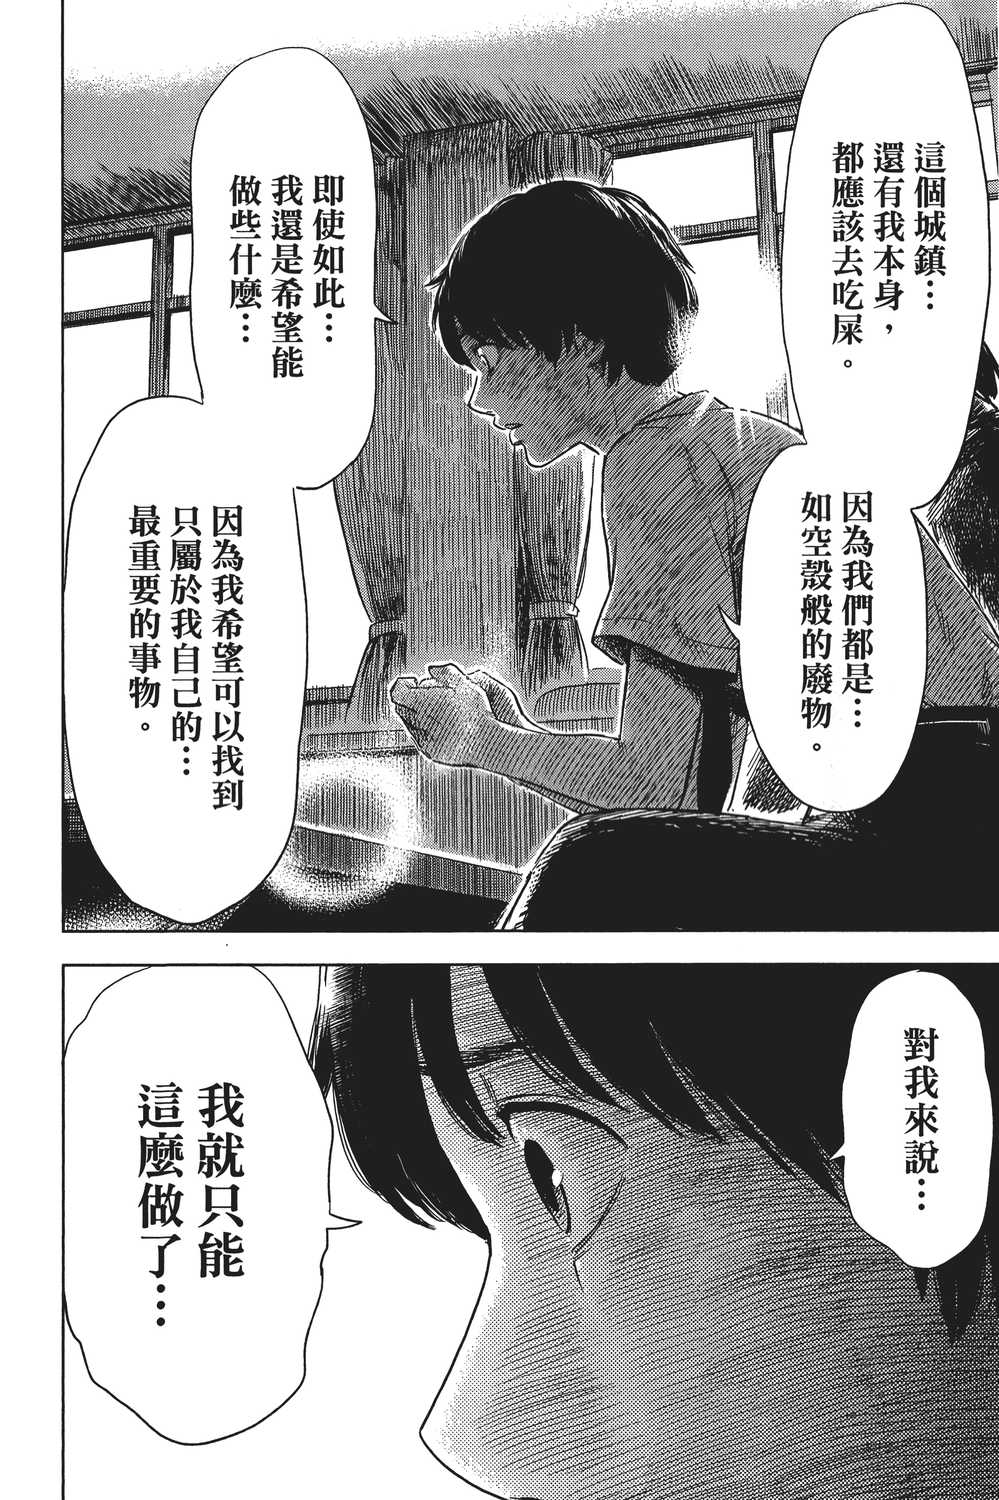 這個城鎮…
還有我本身，
都應該去吃屎。
因為我們都是…
如空殼般的廢物。
即使如此…
我還是希望能
做些什麼…
因為我希望可以找到
只屬於我自己的…
最重要的事物。
對我來說…
我就只能
這麼做了…